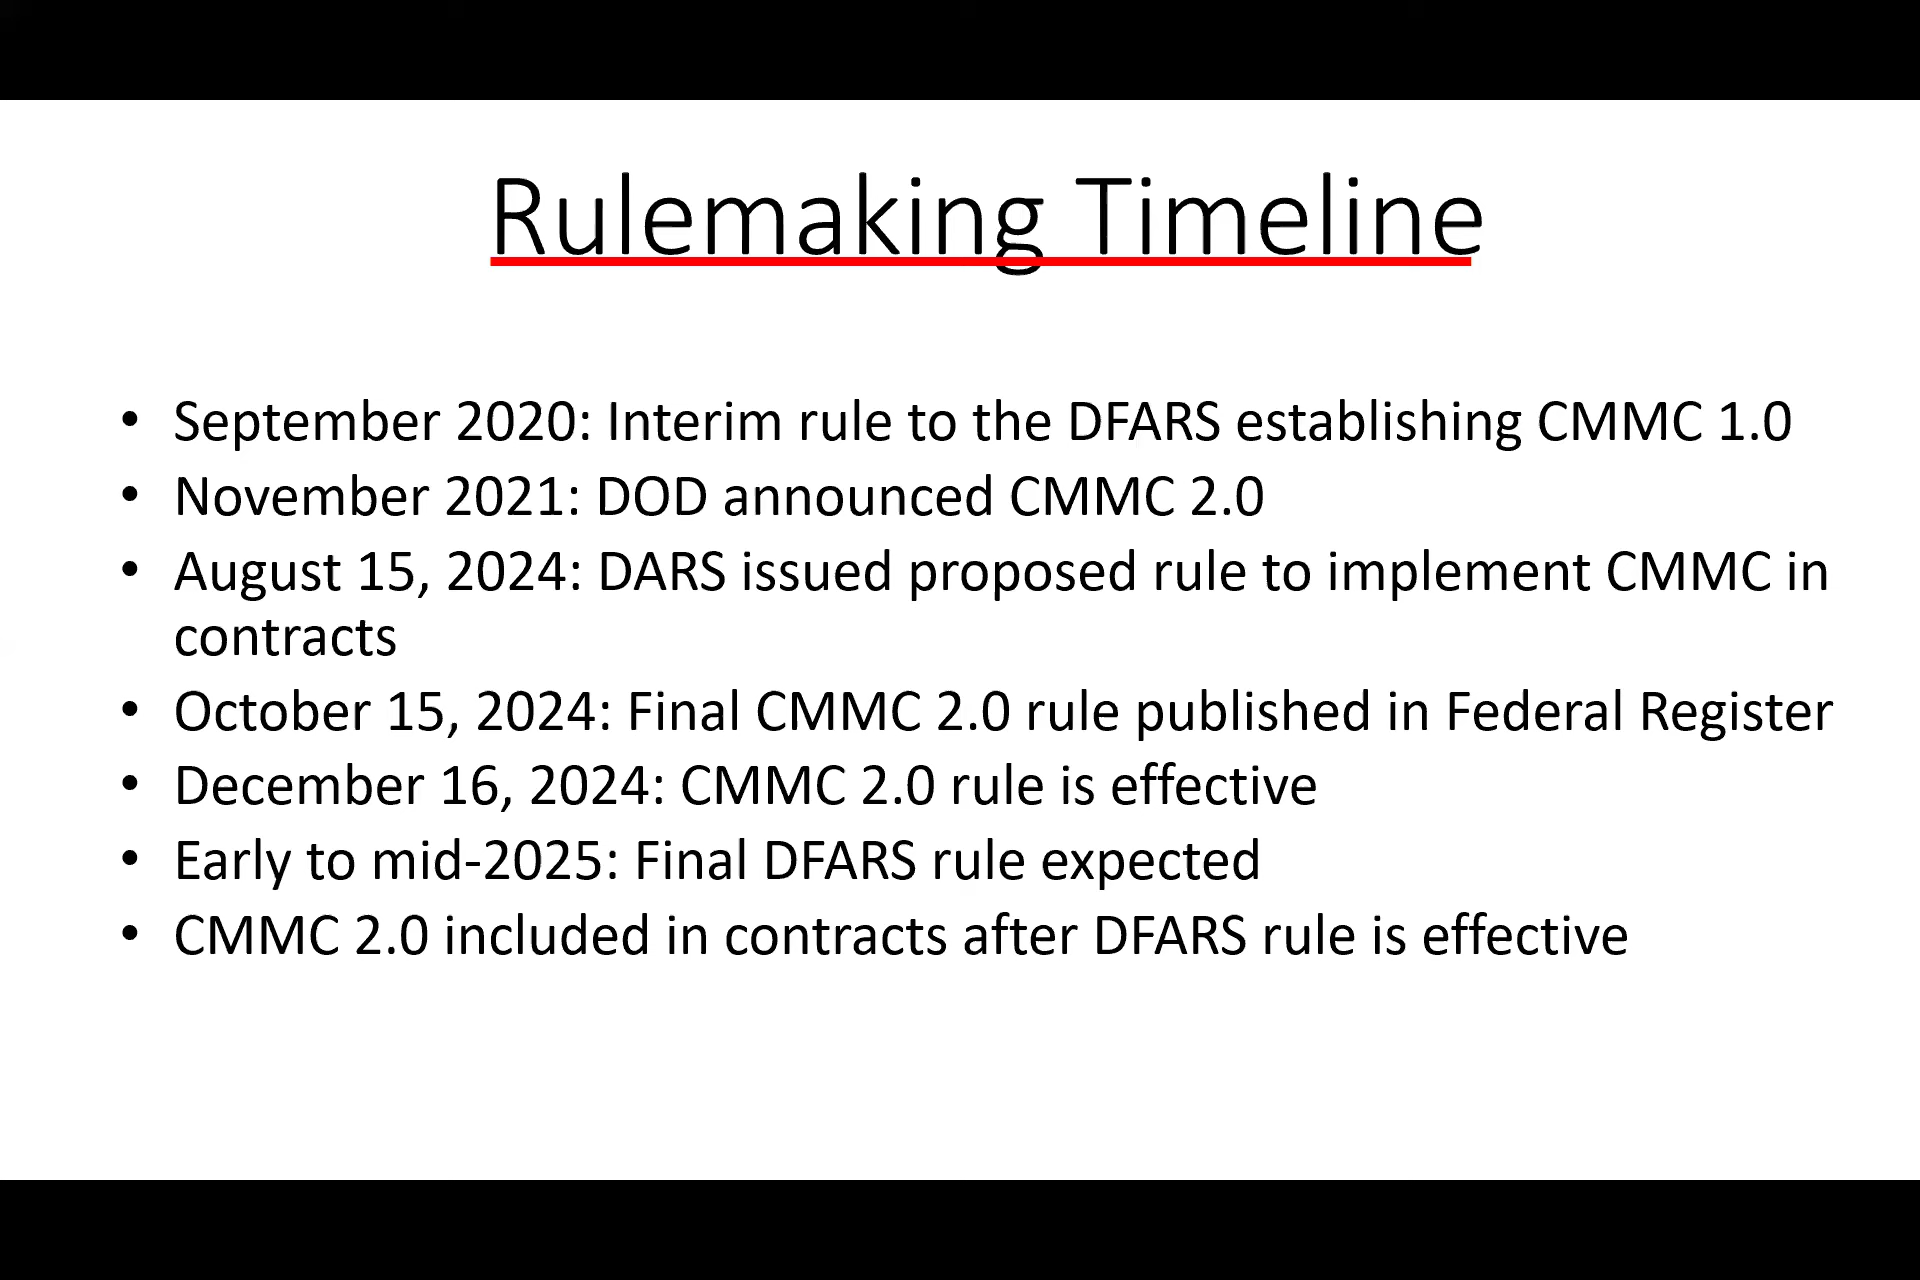 Rulemaking Timeline
• September 2020: Interim rule to the DFARS establishing CMMC 1.0
• November 2021: DOD announced CMMC 2.0
• August 15, 2024: DARS issued proposed rule to implement CMMC in
contracts
• October 15, 2024: Final CMMC 2.0 rule published in Federal Register
• December 16, 2024: CMMC 2.0 rule is effective
• Early to mid-2025: Final DFARS rule expected
• CMMC 2.0 included in contracts after DFARS rule is effective